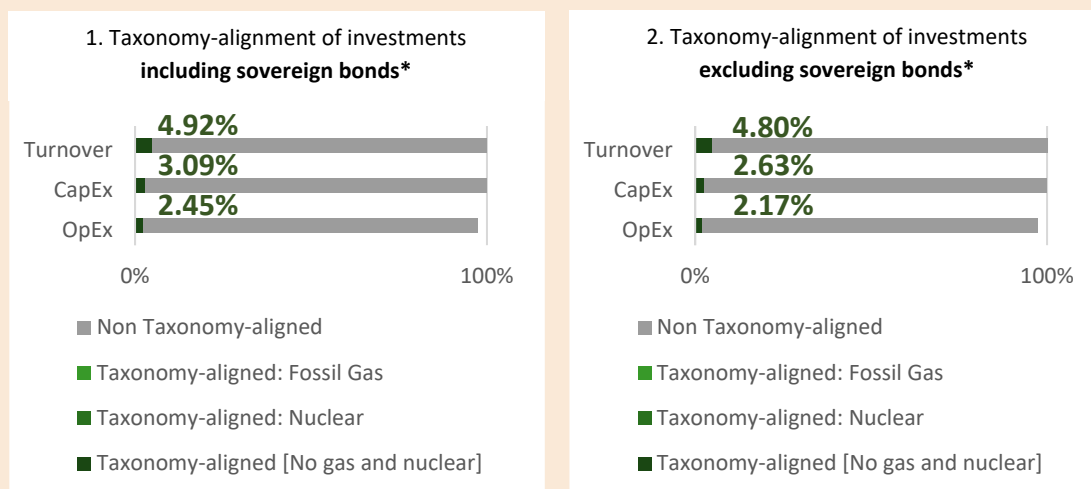 1. Taxonomy-alignment of investments
including sovereign bonds*
4.92%
Turnover
3.09%
CapEx
2.45%
OpEx
0%
100%
Non Taxonomy-aligned
Taxonomy-aligned: Fossil Gas
Taxonomy-aligned: Nuclear
Taxonomy-aligned [No gas and nuclear]
2. Taxonomy-alignment of investments
excluding sovereign bonds*
4.80%
Turnover
2.63%
CapEx
2.17%
OpEx
0%
100%
Non Taxonomy-aligned
Taxonomy-aligned: Fossil Gas
Taxonomy-aligned: Nuclear
Taxonomy-aligned [No gas and nuclear]